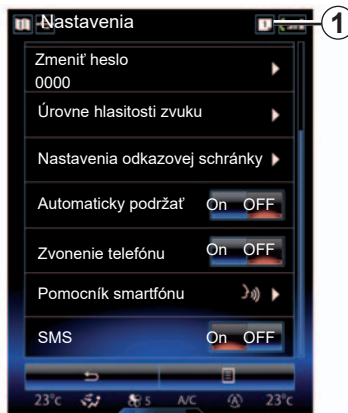 Nastavenia
1
Zmeniť heslo
0000
Úrovne hlasitosti zvuku
Nastavenia odkazovej schránky
Automaticky podržať On OFF
Zvonenie telefónu On OFF
Pomocník smartfónu
SMS On OFF
23°c 5 A/C 23°c